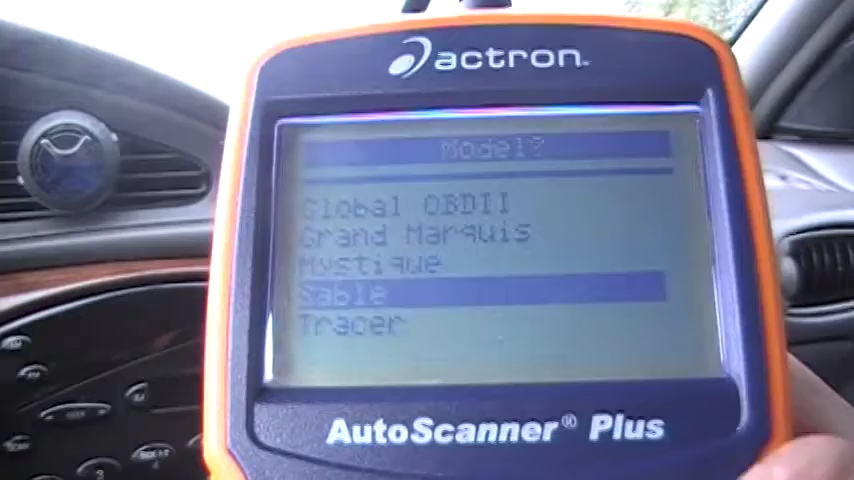 actron.
Model?
Global OBDII
Grand Marquis
Mystique
Sable
Tracer
AutoScanner® Plus